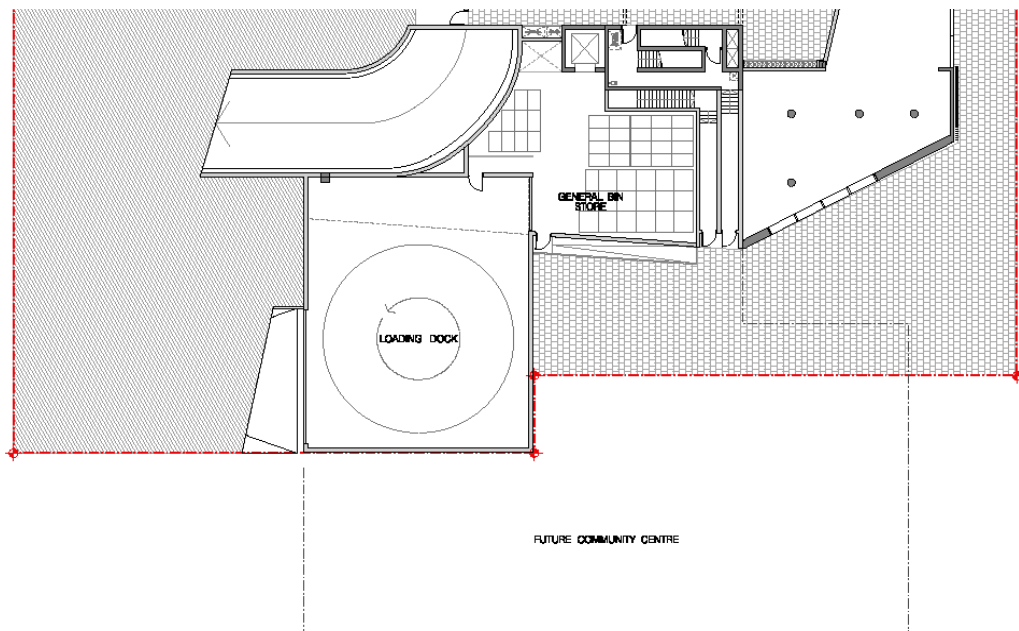 GENERAL BIN
STORE
LOADING DOCK
FUTURE COMMUNITY CENTRE